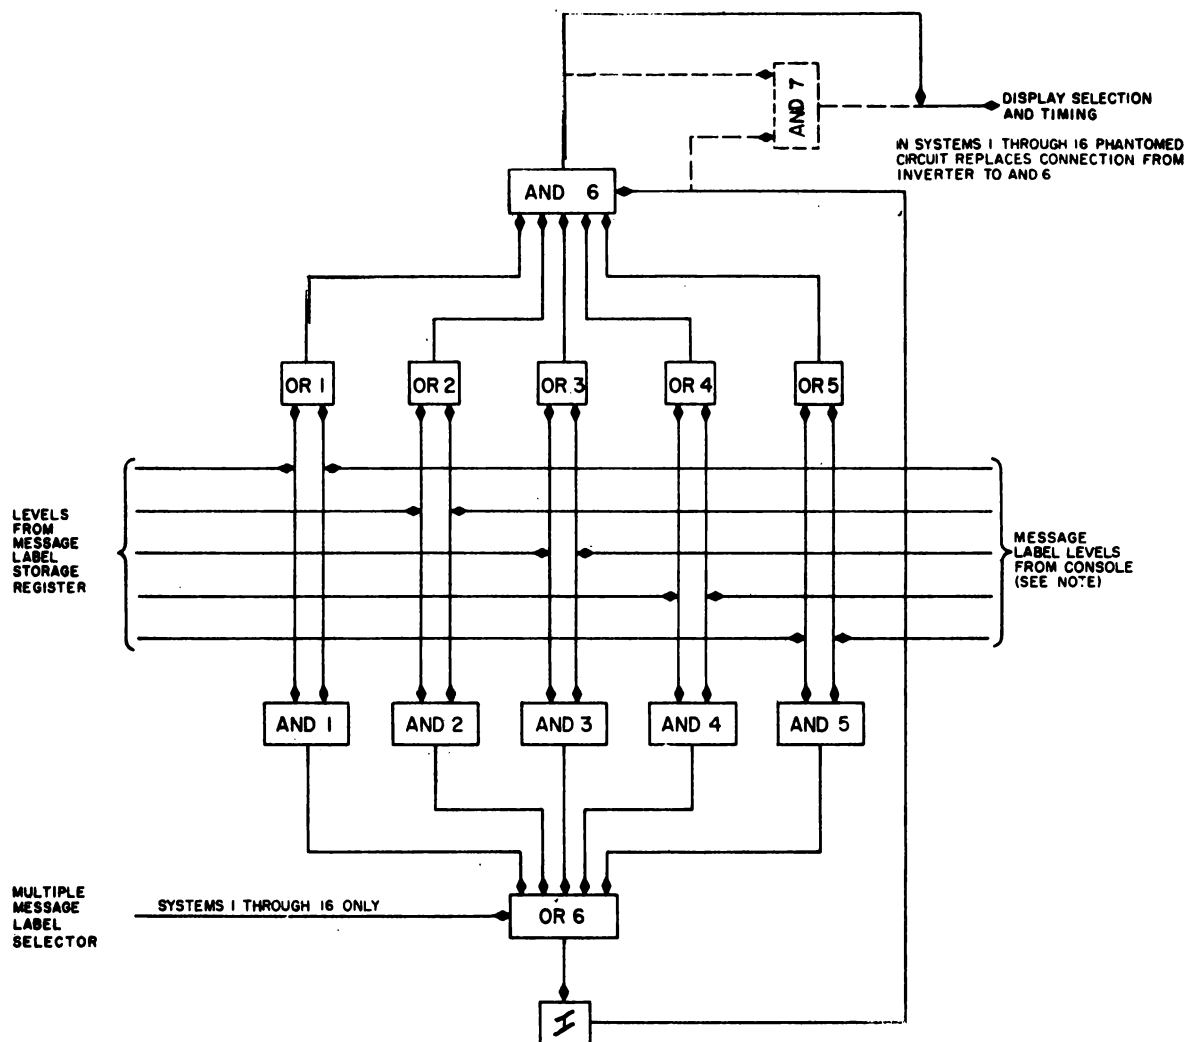 AND 7
DISPLAY SELECTION
AND TIMING
IN SYSTEMS 1 THROUGH 16 PHANTOMED
CIRCUIT REPLACES CONNECTION FROM
INVERTER TO AND 6
AND 6
OR 1
OR 2
OR 3
OR 4
OR 5
LEVELS
FROM
MESSAGE
LABEL
STORAGE
REGISTER
MESSAGE
LABEL LEVELS
FROM CONSOLE
(SEE NOTE)
AND 1
AND 2
AND 3
AND 4
AND 5
MULTIPLE
MESSAGE
LABEL
SELECTOR
SYSTEMS 1 THROUGH 16 ONLY
OR 6
I